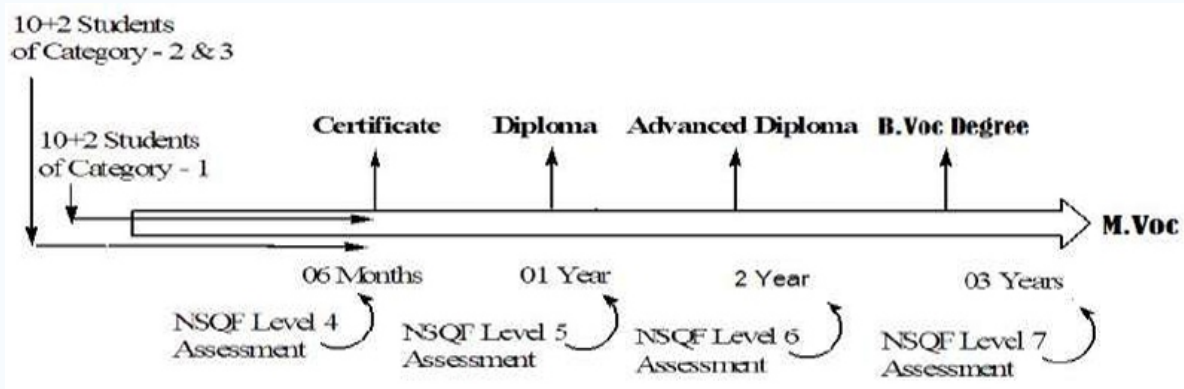 10+2 Students
of Category - 2 & 3
10+2 Students
of Category - 1
Certificate
Diploma
Advanced Diploma
B.Voc Degree
M.Voc
06 Months
01 Year
2 Year
03 Years
NSQF Level 4
Assessment
NSQF Level 5
Assessment
NSQF Level 6
Assessment
NSQF Level 7
Assessment